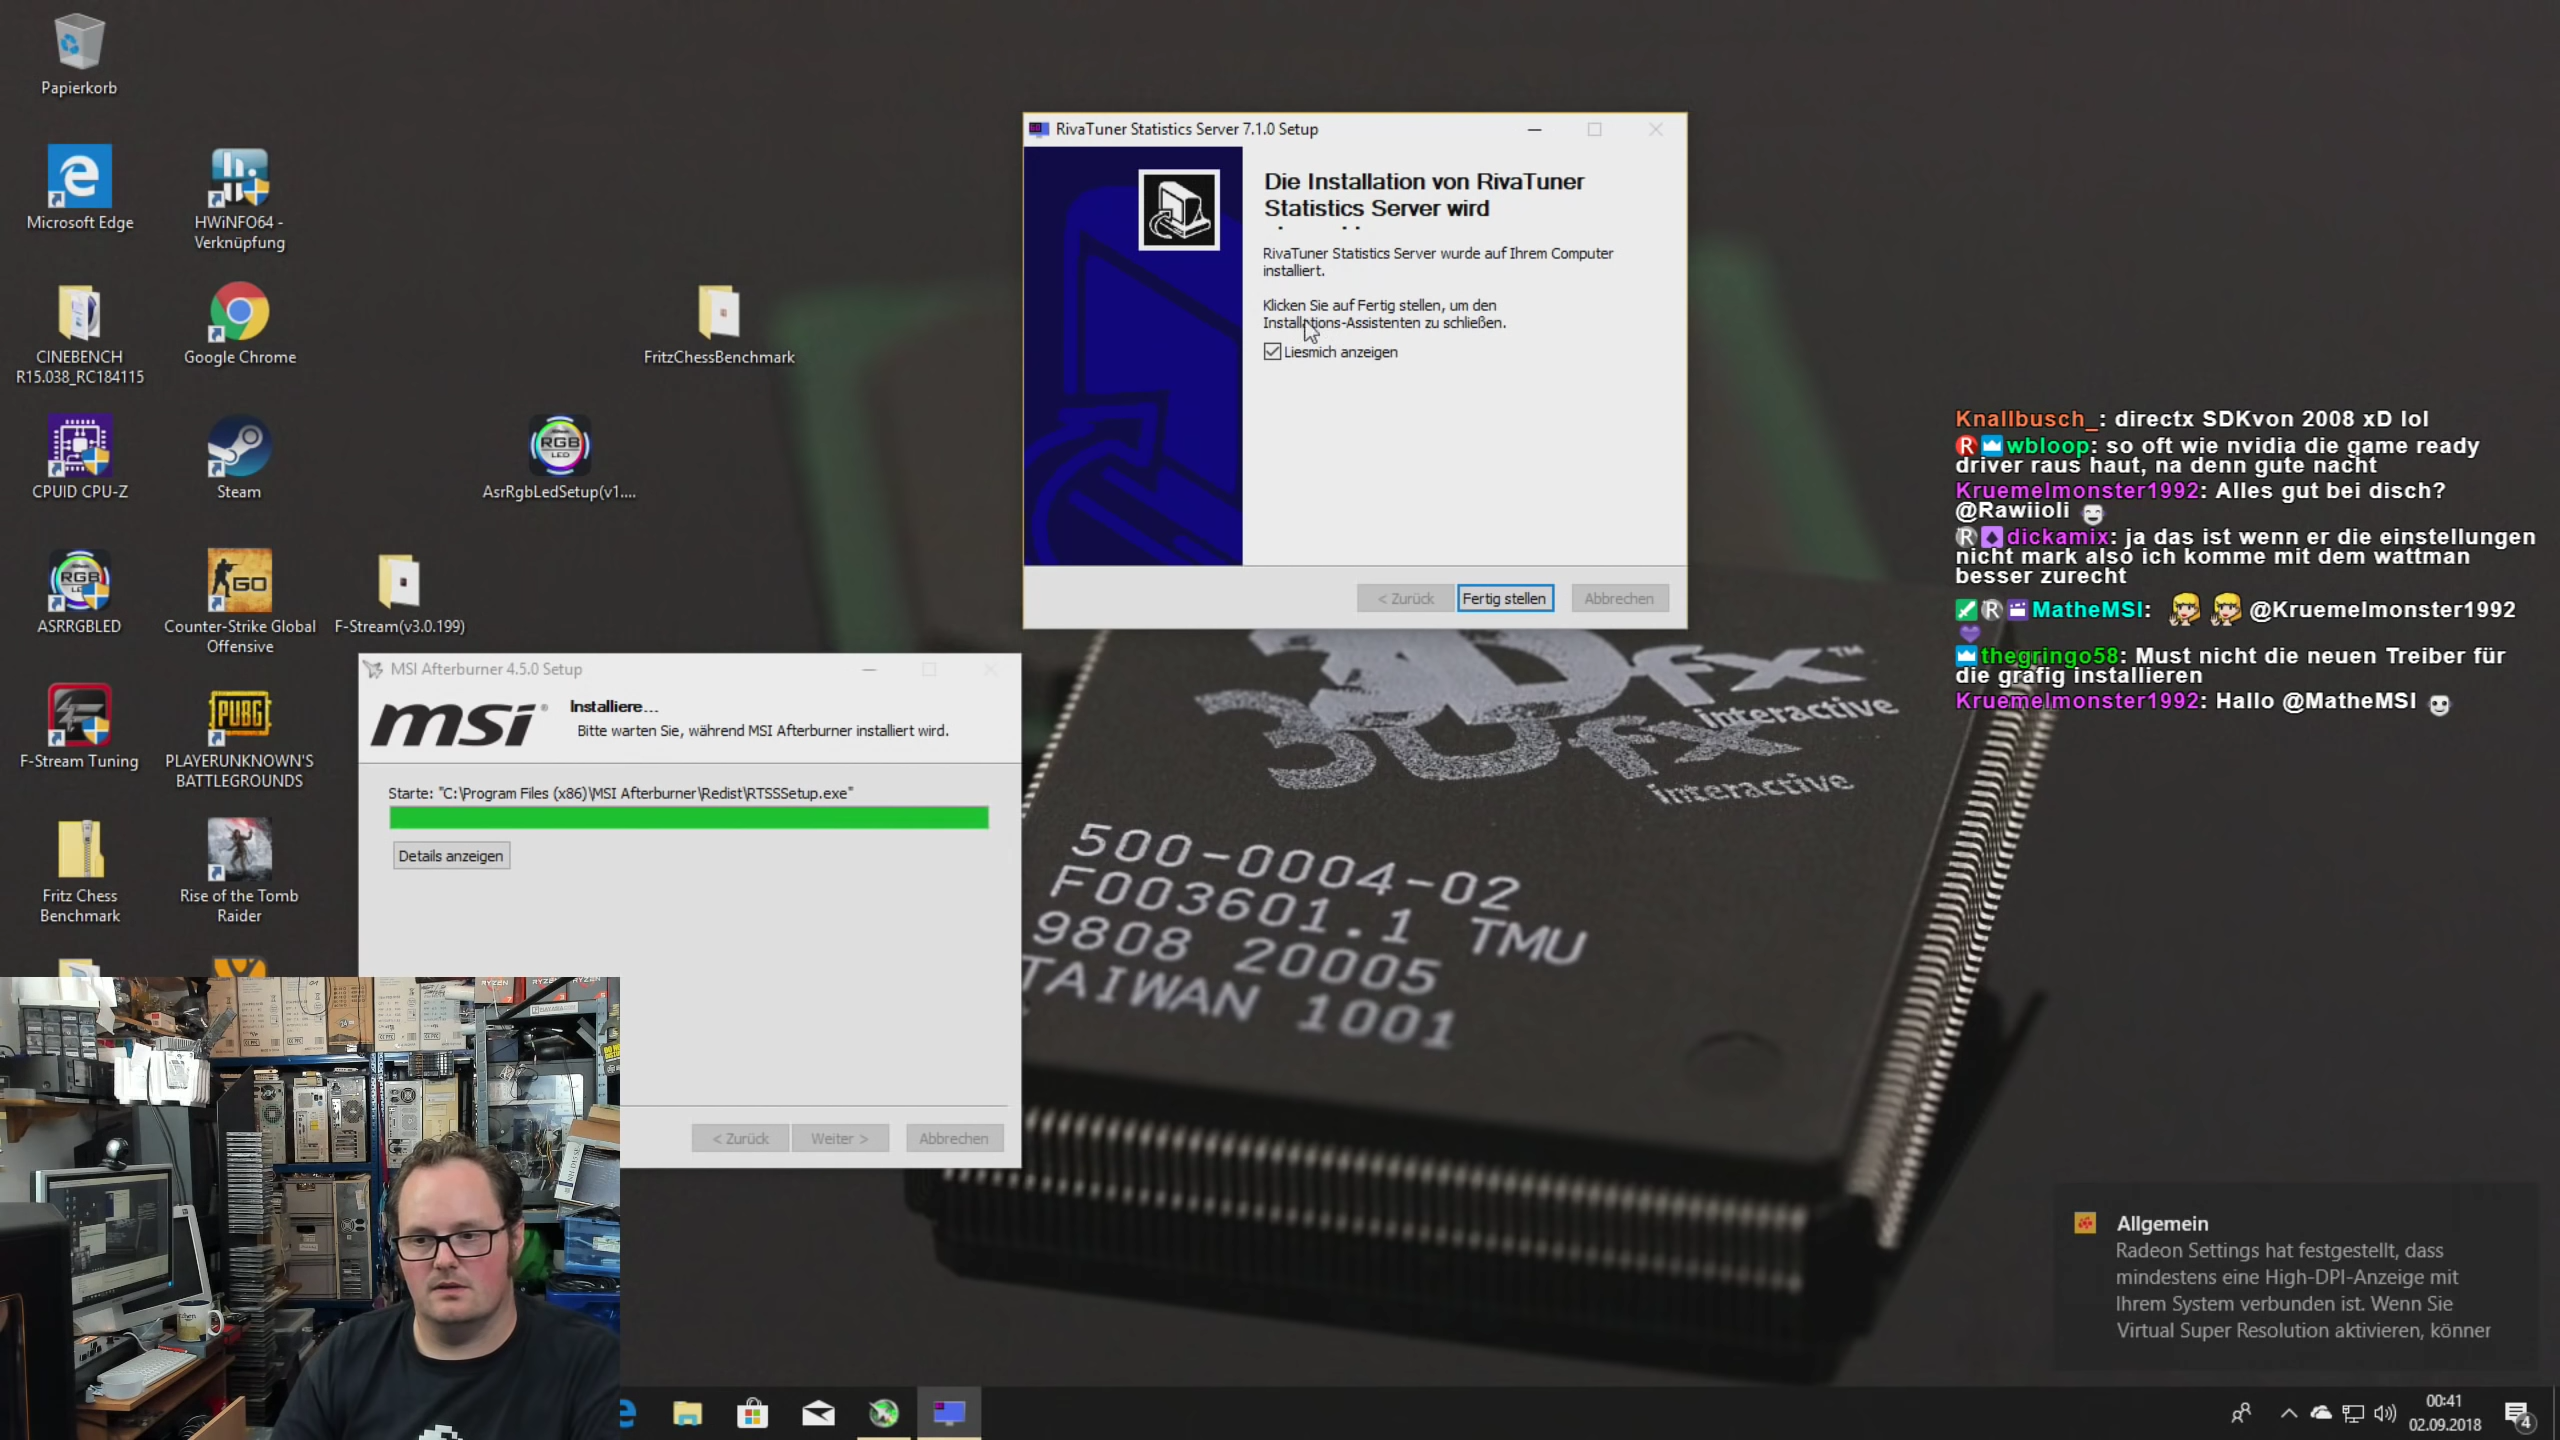 Papierkorb
Microsoft Edge
HWiNFO64 -
Verknüpfung
CINEBENCH
R15.038_RC184115
Google Chrome
FritzChessBenchmark
CPUID CPU-Z
Steam
RGB
LED
AsrRgbLedSetup(v1....
RGB
ASRRGBLED
GO
Counter-Strike Global
Offensive
F-Stream(v3.0.199)
F-Stream Tuning
PUBG
PLAYERUNKNOWN'S
BATTLEGROUNDS
Fritz Chess
Benchmark
Rise of the Tomb
Raider
RivaTuner Statistics Server 7.1.0 Setup
Die Installation von RivaTuner
Statistics Server wird
RivaTuner Statistics Server wurde auf Ihrem Computer
installiert.
Klicken Sie auf Fertig stellen, um den
Installations-Assistenten zu schließen.
Liesmich anzeigen
< Zurück
Fertig stellen
Abbrechen
MSI Afterburner 4.5.0 Setup
msi
Installiere...
Bitte warten Sie, während MSI Afterburner installiert wird.
Starte: "C:\Program Files (x86)\MSI Afterburner\Redist\RTSSSetup.exe"
Details anzeigen
< Zurück
Weiter >
Abbrechen
3Dfx™
interactive
3Dfx
interactive
500-0004-02
F003601.1 TMU
9808 20005
TAIWAN 1001
Knallbusch_: directx SDKvon 2008 xD lol
wbloop: so oft wie nvidia die game ready
driver raus haut, na denn gute nacht
Kruemelmonster1992: Alles gut bei disch?
@Rawiioli
dickamix: ja das ist wenn er die einstellungen
nicht mark also ich komme mit dem wattman
besser zurecht
MatheMSI: @Kruemelmonster1992
thegringo58: Must nicht die neuen Treiber für
die grafig installieren
Kruemelmonster1992: Hallo @MatheMSI
Allgemein
Radeon Settings hat festgestellt, dass
mindestens eine High-DPI-Anzeige mit
Ihrem System verbunden ist. Wenn Sie
Virtual Super Resolution aktivieren, könner
00:41
02.09.2018
4